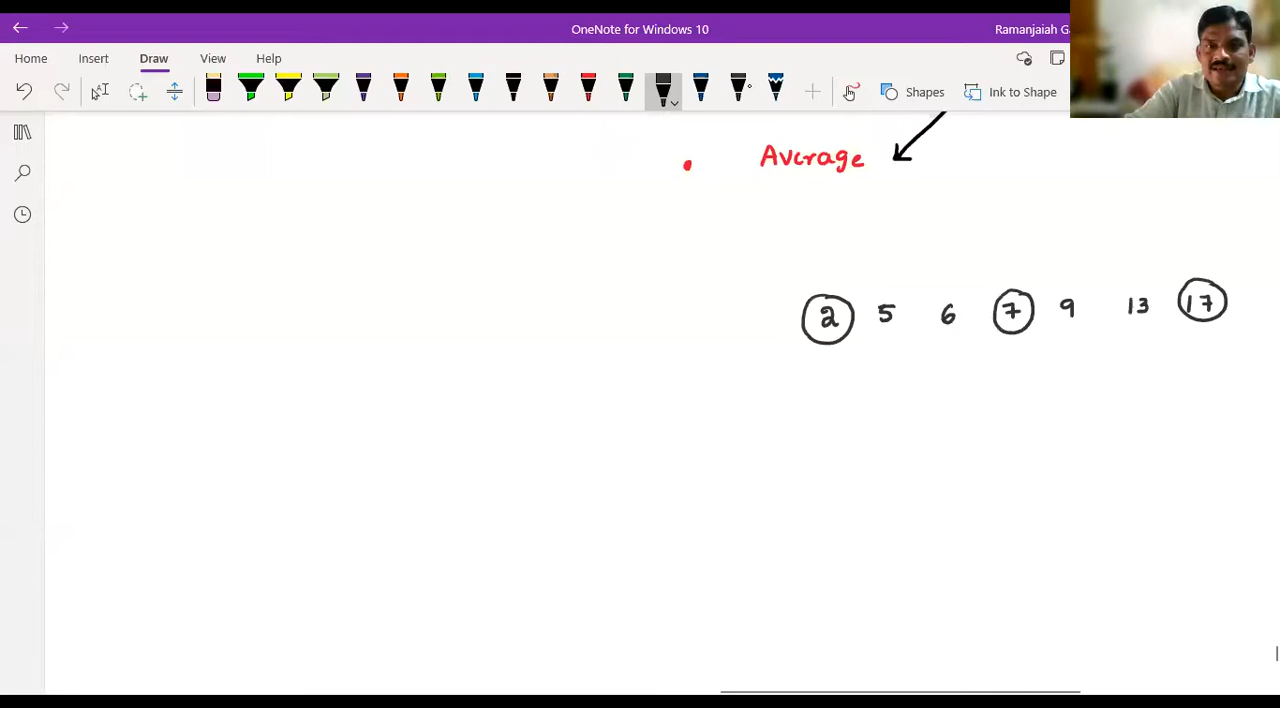 OneNote for Windows 10
Ramanjaiah G
Home Insert Draw View Help
Shapes Ink to Shape
Average
2 5 6 7 9 13 17